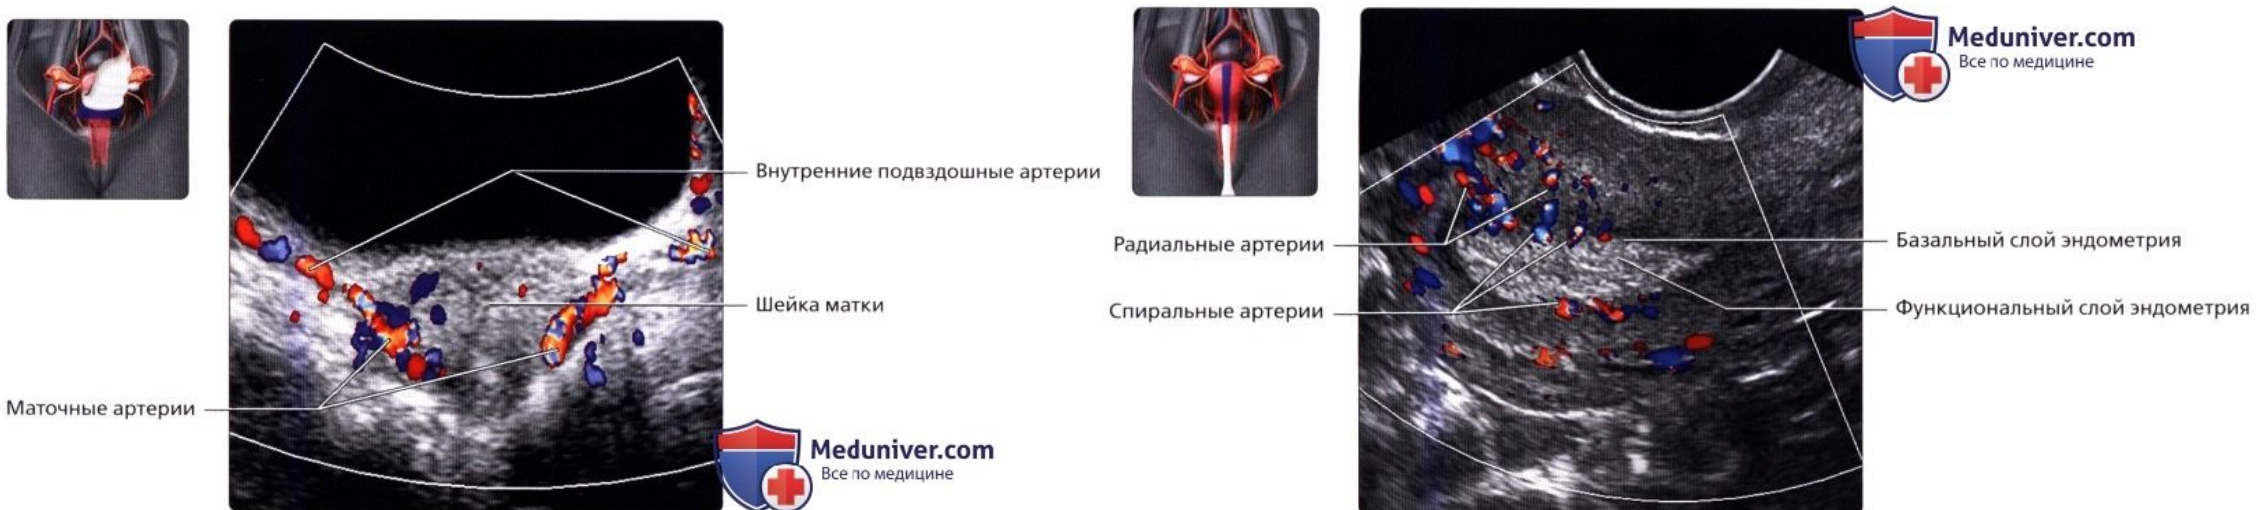 Внутренние подвздошные артерии
Шейка матки
Маточные артерии
Meduniver.com
Все по медицине
Meduniver.com
Все по медицине
Радиальные артерии
Спиральные артерии
Базальный слой эндометрия
Функциональный слой эндометрия